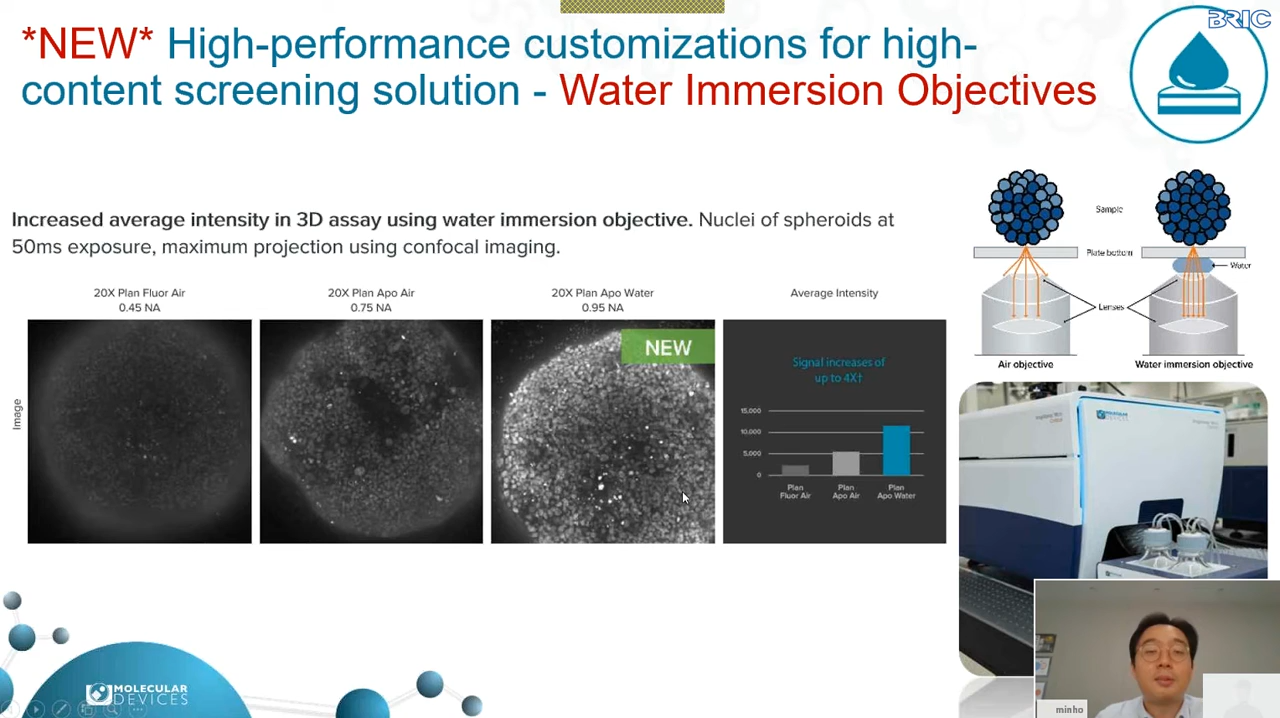 BRIC
*NEW* High-performance customizations for high-
content screening solution - Water Immersion Objectives
Increased average intensity in 3D assay using water immersion objective. Nuclei of spheroids at
50ms exposure, maximum projection using confocal imaging.
20X Plan Fluor Air
0.45 NA
20X Plan Apo Air
0.75 NA
20X Plan Apo Water
0.95 NA
Average Intensity
Image
NEW
Signal increases of
up to 4X†
15,000
10,000
5,000
0
Plan
Fluor Air
Plan
Apo Air
Plan
Apo Water
Sample
Plate bottom
Water
Lenses
Air objective
Water immersion objective
MOLECULAR
DEVICES
MOLECULAR
DEVICES
minho